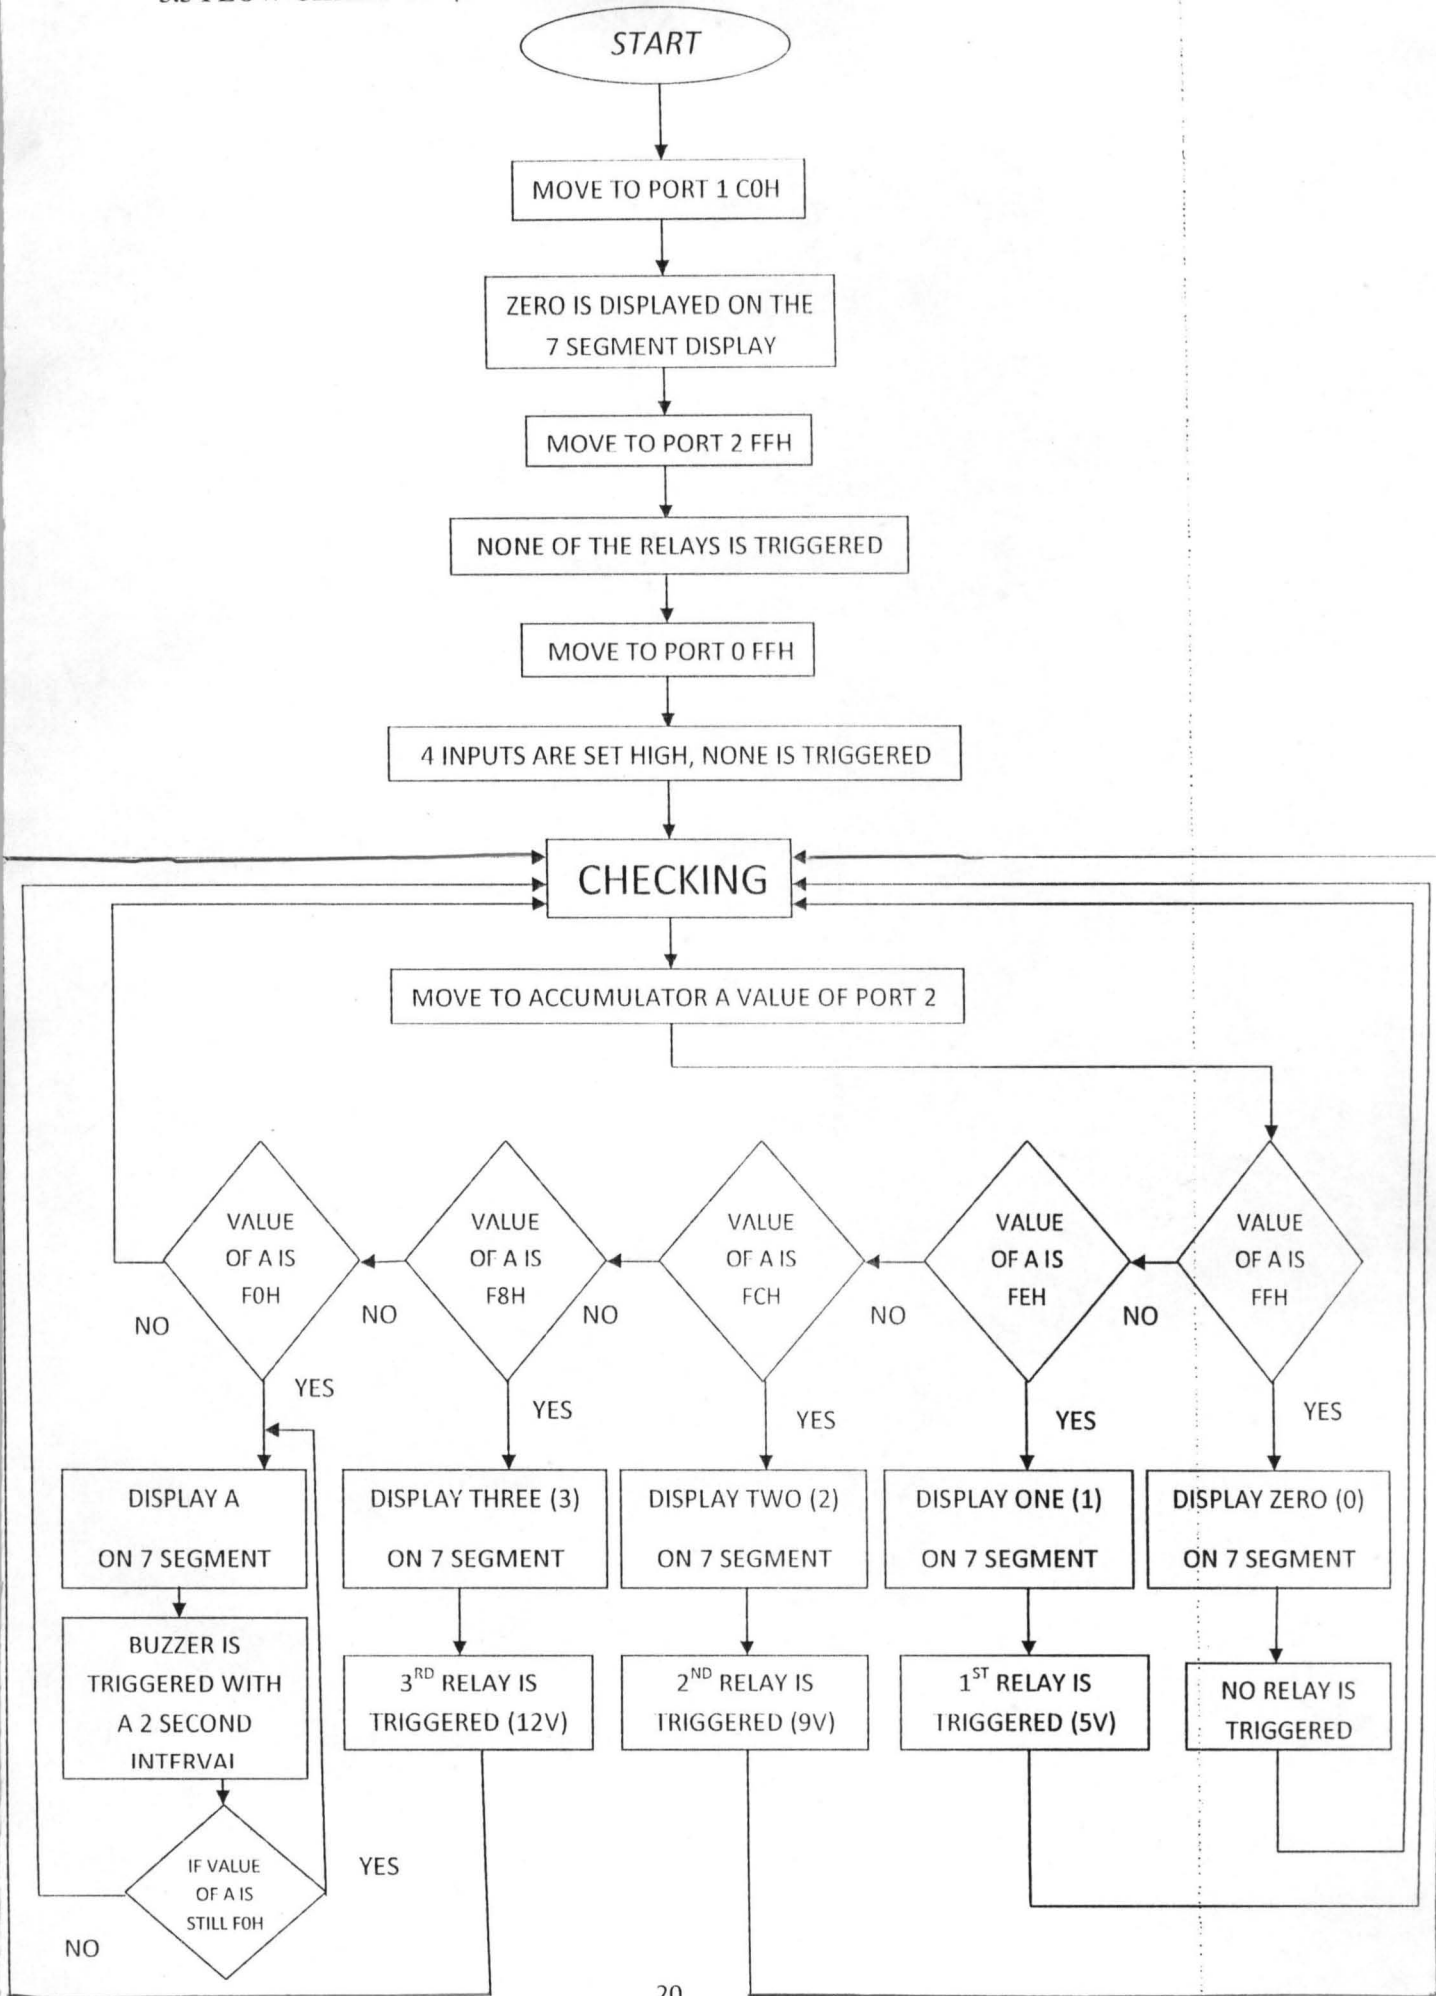 START
MOVE TO PORT 1 C0H
ZERO IS DISPLAYED ON THE
7 SEGMENT DISPLAY
MOVE TO PORT 2 FFH
NONE OF THE RELAYS IS TRIGGERED
MOVE TO PORT 0 FFH
4 INPUTS ARE SET HIGH, NONE IS TRIGGERED
CHECKING
MOVE TO ACCUMULATOR A VALUE OF PORT 2
VALUE
OF A IS
F0H
NO
YES
VALUE
OF A IS
F8H
NO
YES
VALUE
OF A IS
FCH
NO
YES
VALUE
OF A IS
FEH
NO
YES
VALUE
OF A IS
FFH
NO
YES
DISPLAY A
ON 7 SEGMENT
DISPLAY THREE (3)
ON 7 SEGMENT
DISPLAY TWO (2)
ON 7 SEGMENT
DISPLAY ONE (1)
ON 7 SEGMENT
DISPLAY ZERO (0)
ON 7 SEGMENT
BUZZER IS
TRIGGERED WITH
A 2 SECOND
INTERVAL
3RD RELAY IS
TRIGGERED (12V)
2ND RELAY IS
TRIGGERED (9V)
1ST RELAY IS
TRIGGERED (5V)
NO RELAY IS
TRIGGERED
IF VALUE
OF A IS
STILL F0H
YES
NO
20